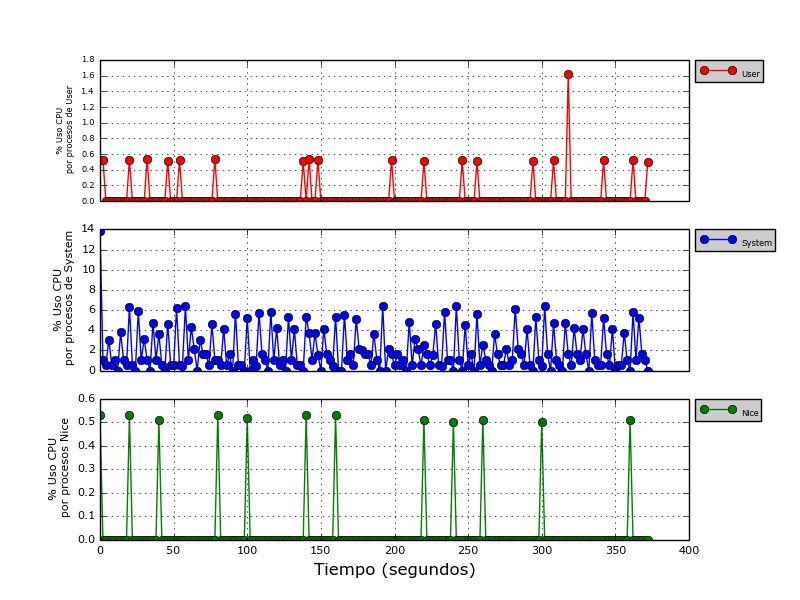 1.8
1.6
1.4
1.2
1.0
0.8
0.6
0.4
0.2
0.0
% Uso CPU
por procesos de User
User
14
12
10
8
6
4
2
0
% Uso CPU
por procesos de System
System
0.6
0.5
0.4
0.3
0.2
0.1
0.0
% Uso CPU
por procesos Nice
Nice
0 50 100 150 200 250 300 350 400
Tiempo (segundos)